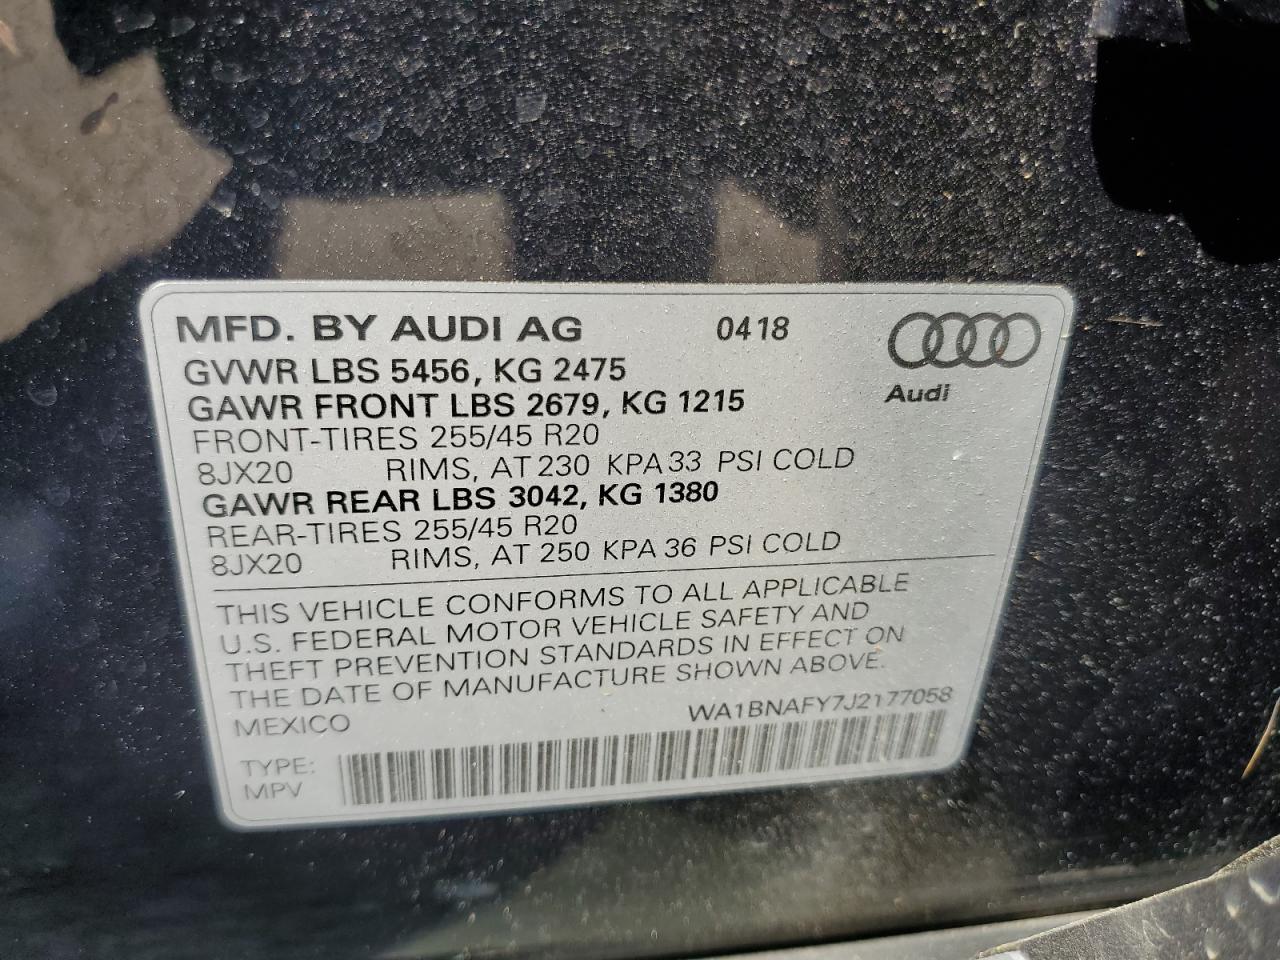 MFD. BY AUDI AG 0418
GVWR LBS 5456, KG 2475
Audi
GAWR FRONT LBS 2679, KG 1215
FRONT-TIRES 255/45 R20
8JX20 RIMS, AT 230 KPA 33 PSI COLD
GAWR REAR LBS 3042, KG 1380
REAR-TIRES 255/45 R20
8JX20 RIMS, AT 250 KPA 36 PSI COLD
THIS VEHICLE CONFORMS TO ALL APPLICABLE
U.S. FEDERAL MOTOR VEHICLE SAFETY AND
THEFT PREVENTION STANDARDS IN EFFECT ON
THE DATE OF MANUFACTURE SHOWN ABOVE.
MEXICO WA1BNAFY7J2177058
TYPE:
MPV